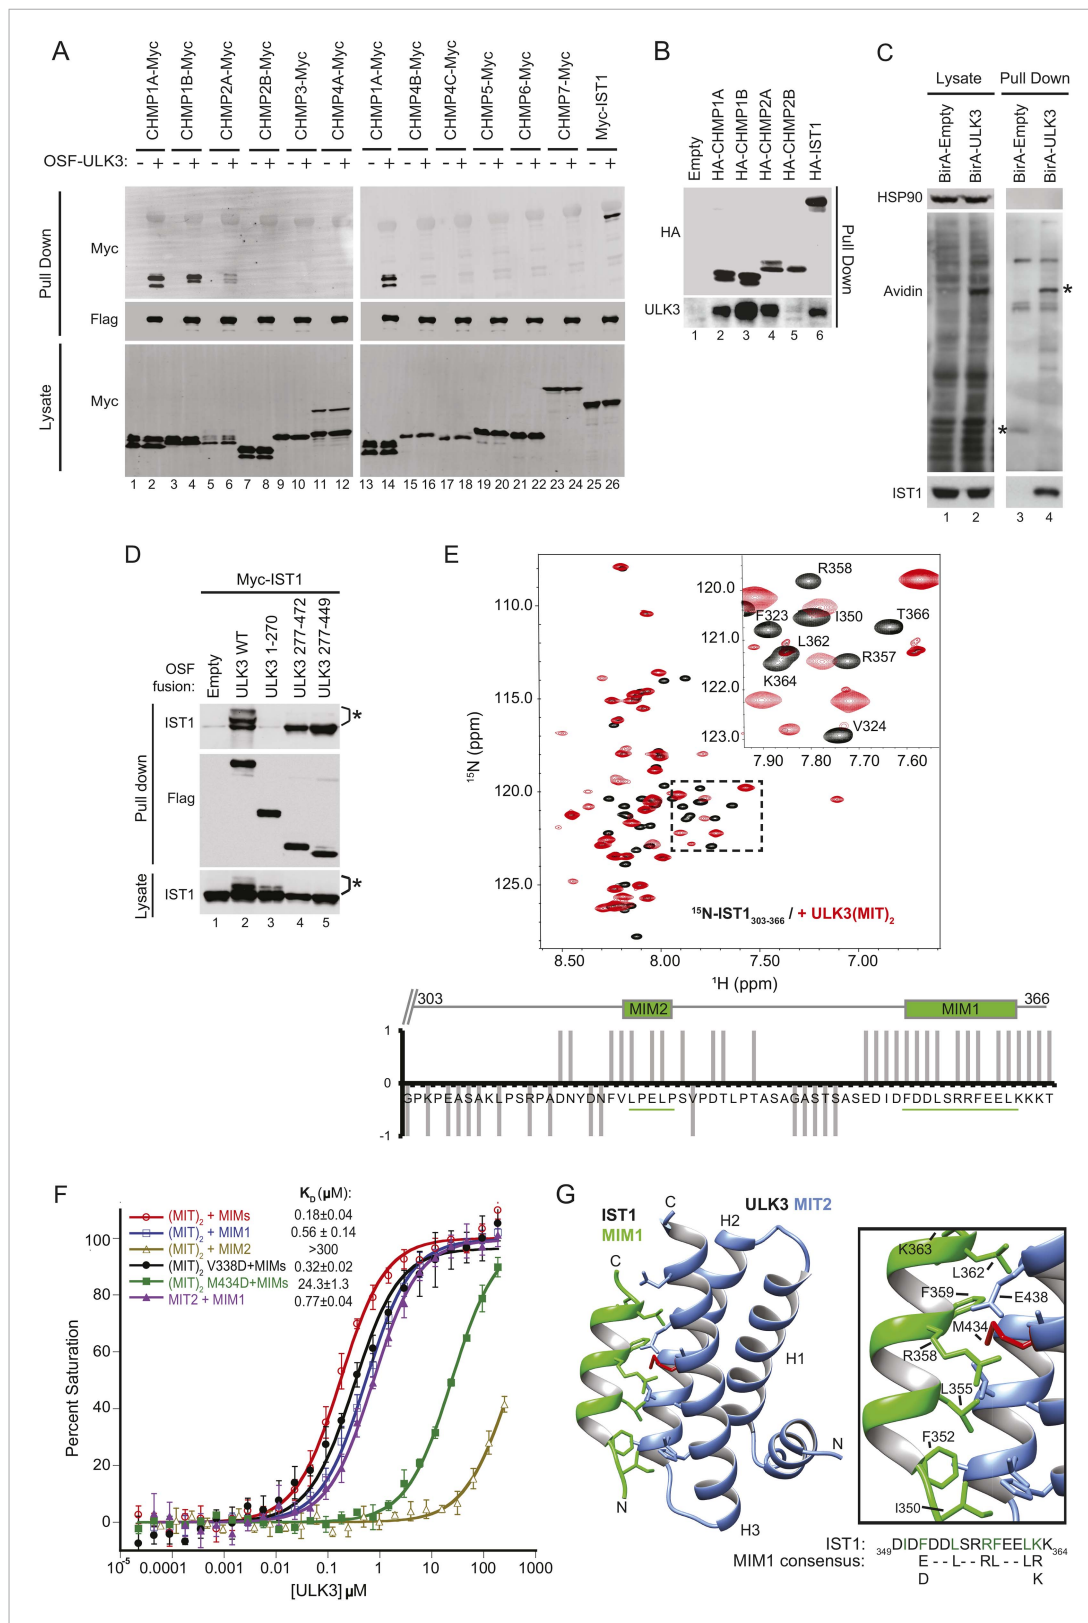 A
CHMP1A-Myc
CHMP1B-Myc
CHMP2A-Myc
CHMP2B-Myc
CHMP3-Myc
CHMP4A-Myc
CHMP1A-Myc
CHMP4B-Myc
CHMP4C-Myc
CHMP5-Myc
CHMP6-Myc
CHMP7-Myc
Myc-IST1
OSF-ULK3: - + - + - + - + - + - + - + - + - + - + - + - + - +
Pull Down
Myc
Flag
Lysate
Myc
1 2 3 4 5 6 7 8 9 10 11 12 13 14 15 16 17 18 19 20 21 22 23 24 25 26
B
Empty
HA-CHMP1A
HA-CHMP1B
HA-CHMP2A
HA-CHMP2B
HA-IST1
HA
ULK3
Pull Down
1 2 3 4 5 6
C
Lysate Pull Down
BirA-Empty
BirA-ULK3
BirA-Empty
BirA-ULK3
HSP90
Avidin
*
*
IST1
1 2 3 4
D
Myc-IST1
OSF
fusion:
Empty
ULK3 WT
ULK3 1-270
ULK3 277-472
ULK3 277-449
Pull down
IST1
*
Flag
Lysate
IST1
*
1 2 3 4 5
E
110.0
115.0
120.0
125.0
15N (ppm)
8.50 8.00 7.50 7.00
1H (ppm)
15N-IST1303-366 / + ULK3(MIT)2
120.0
121.0
122.0
123.0
7.90 7.80 7.70 7.60
R358
F323
I350
T366
L362
R357
K364
V324
303
MIM2
MIM1
366
1
0
-1
GPKPEASAKLPSRPADNYDNFVLPELPSVPDTLPTASAGASTSASEDIDFDDLSRRFEELKKKT
F
KD (µM):
(MIT)2 + MIMs 0.18±0.04
(MIT)2 + MIM1 0.56 ± 0.14
(MIT)2 + MIM2 >300
(MIT)2 V338D+MIMs 0.32±0.02
(MIT)2 M434D+MIMs 24.3±1.3
MIT2 + MIM1 0.77±0.04
Percent Saturation
100
80
60
40
20
0
10-5 0.0001 0.001 0.01 0.1 1 10 100 1000
[ULK3] µM
G
IST1
MIM1
ULK3 MIT2
C
C
H2
H1
N
N
H3
K363
L362
F359
E438
M434
R358
L355
F352
I350
IST1: 349DIDFDDLSRRFEELKK364
MIM1 consensus: E--L--RL--LR
D K